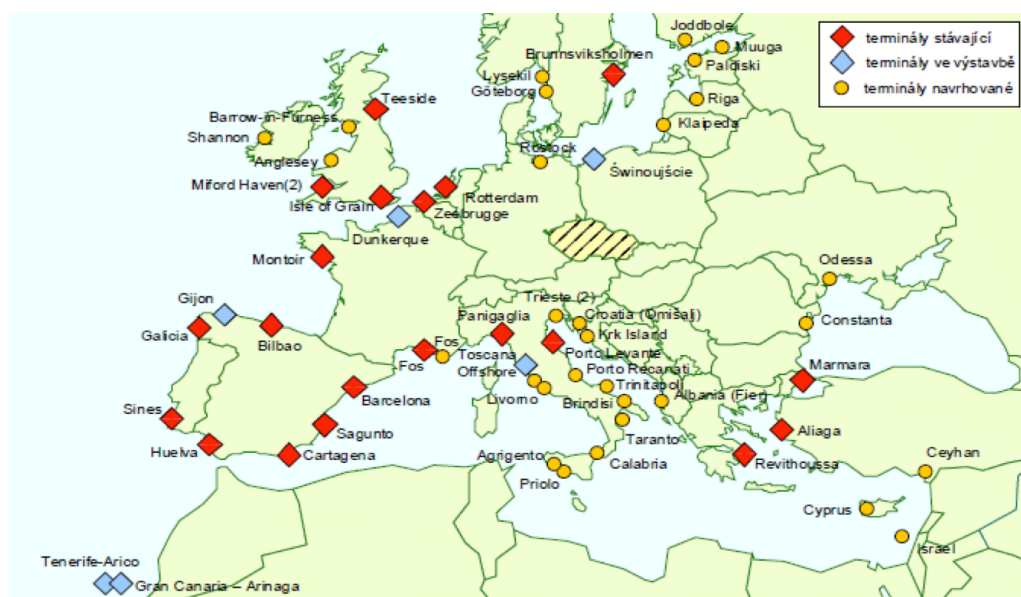 Joddbole
terminály stávající
Muuga
Brunnsviksholmen
Paldiski
terminály ve výstavbě
Lysekil
terminály navrhované
Göteborg
Teeside
Riga
Barrow-in-Furness
Klaipeda
Shannon
Rostock
Anglesey
Świnoujście
Miford Haven(2)
Rotterdam
Isle of Grain
Zeebrugge
Dunkerque
Montoir
Odessa
Gijon
Trieste (2)
Panigaglia
Croatia (Omisalj)
Constanta
Galicia
Krk Island
Bilbao
Fos
Toscana
Offshore
Porto Levante
Fos
Marmara
Porto Recanati
Trinitapoli
Barcelona
Livorno
Brindisi
Albania (Fier)
Sines
Sagunto
Taranto
Aliaga
Huelva
Cartagena
Agrigento
Calabria
Revithoussa
Ceyhan
Priolo
Cyprus
Israel
Tenerife-Arico
Gran Canaria – Arinaga